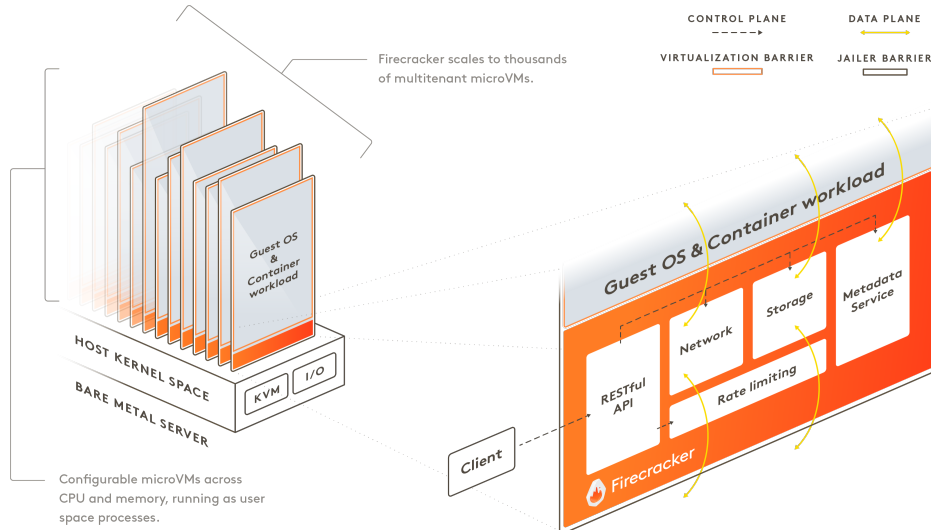 CONTROL PLANE
DATA PLANE
VIRTUALIZATION BARRIER
JAILER BARRIER
Firecracker scales to thousands
of multitenant microVMs.
Guest OS
&
Container
workload
HOST KERNEL SPACE
KVM
I/O
BARE METAL SERVER
Configurable microVMs across
CPU and memory, running as user
space processes.
Guest OS & Container workload
RESTful
API
Network
Storage
Metadata
Service
Rate limiting
Client
Firecracker